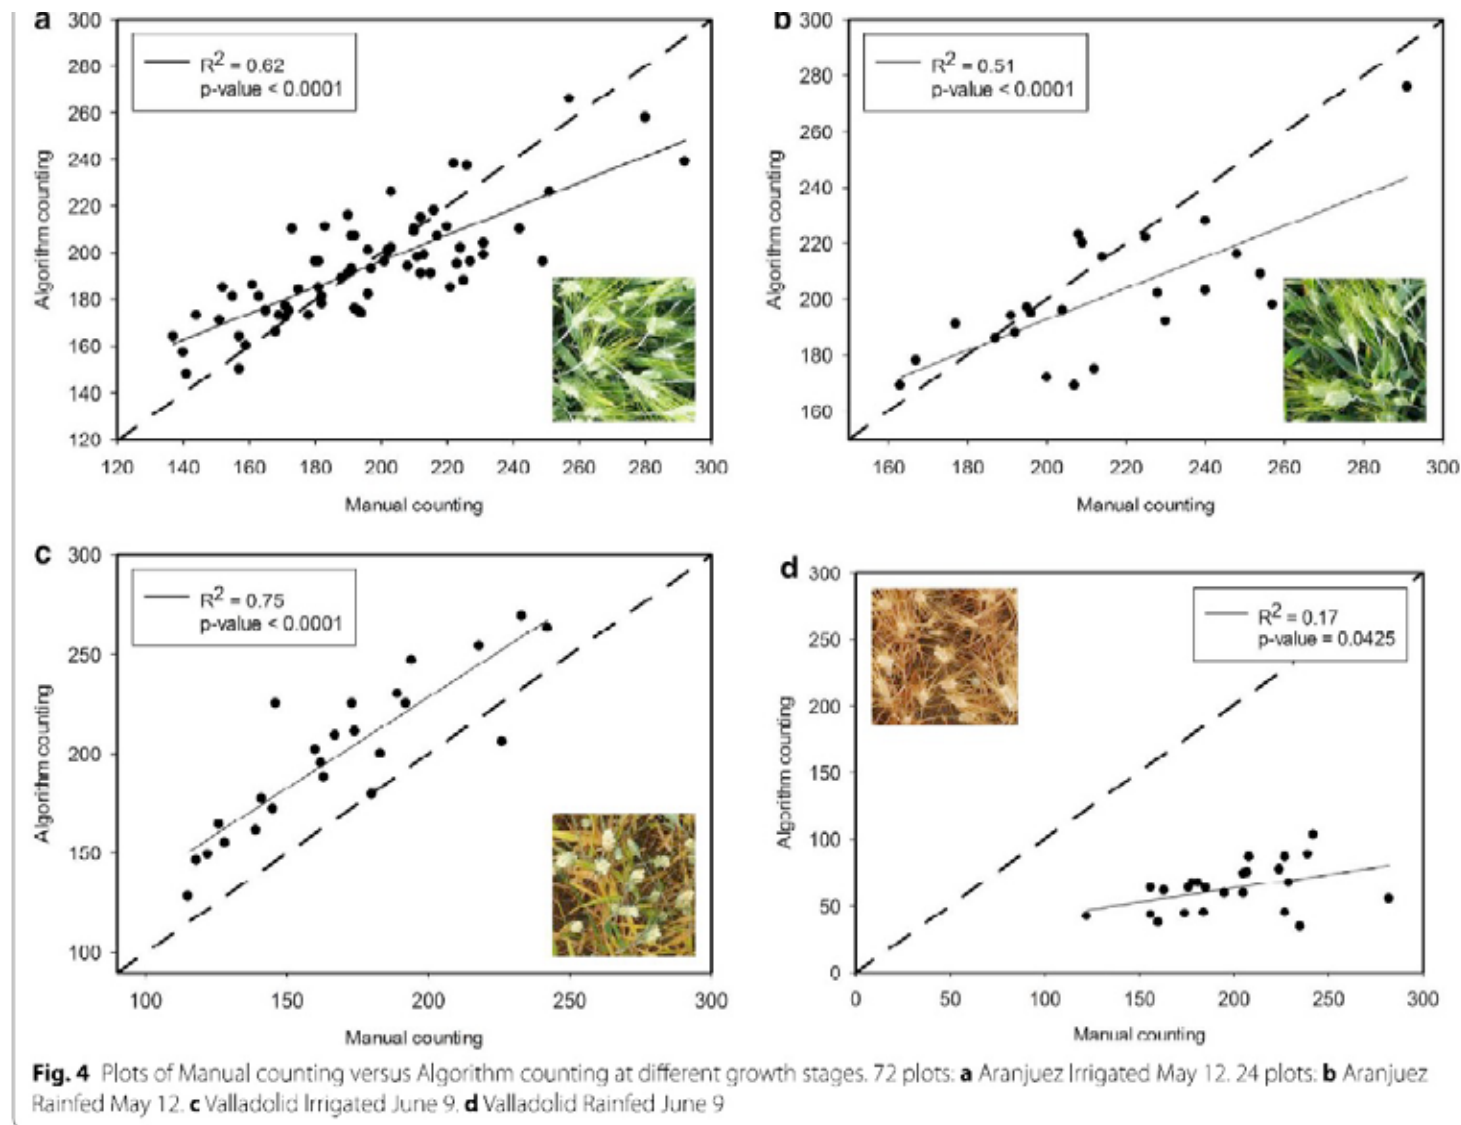 a
300
280
260
240
220
200
180
160
140
120
120 140 160 180 200 220 240 260 280 300
Algorithm counting
Manual counting
R2 = 0.62
p-value < 0.0001
b
300
280
260
240
220
200
180
160
160 180 200 220 240 260 280 300
Algorithm counting
Manual counting
R2 = 0.51
p-value < 0.0001
c
300
250
200
150
100
100 150 200 250 300
Algorithm counting
Manual counting
R2 = 0.75
p-value < 0.0001
d
300
250
200
150
100
50
0
0 50 100 150 200 250 300
Algorithm counting
Manual counting
R2 = 0.17
p-value = 0.0425
Fig. 4 Plots of Manual counting versus Algorithm counting at different growth stages. 72 plots: a Aranjuez Irrigated May 12. 24 plots: b Aranjuez
Rainfed May 12. c Valladolid Irrigated June 9. d Valladolid Rainfed June 9